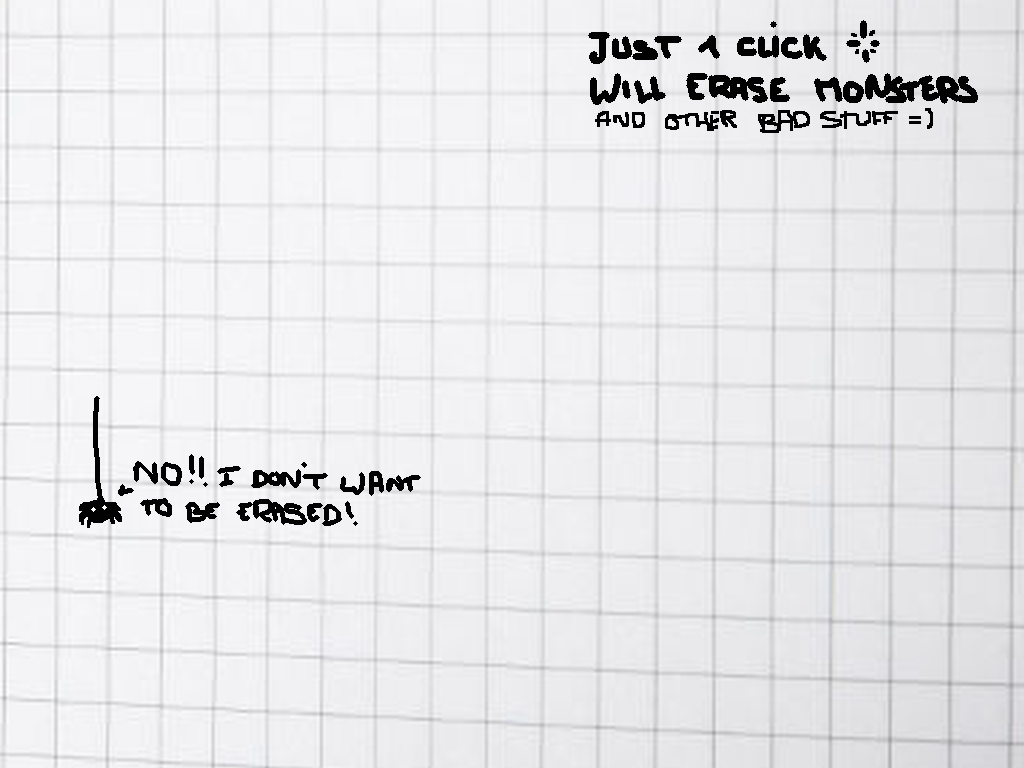 JUST 1 CLICK
WILL ERASE MONSTERS
AND OTHER BAD STUFF =)
NO!! I DON'T WANT
TO BE ERASED!